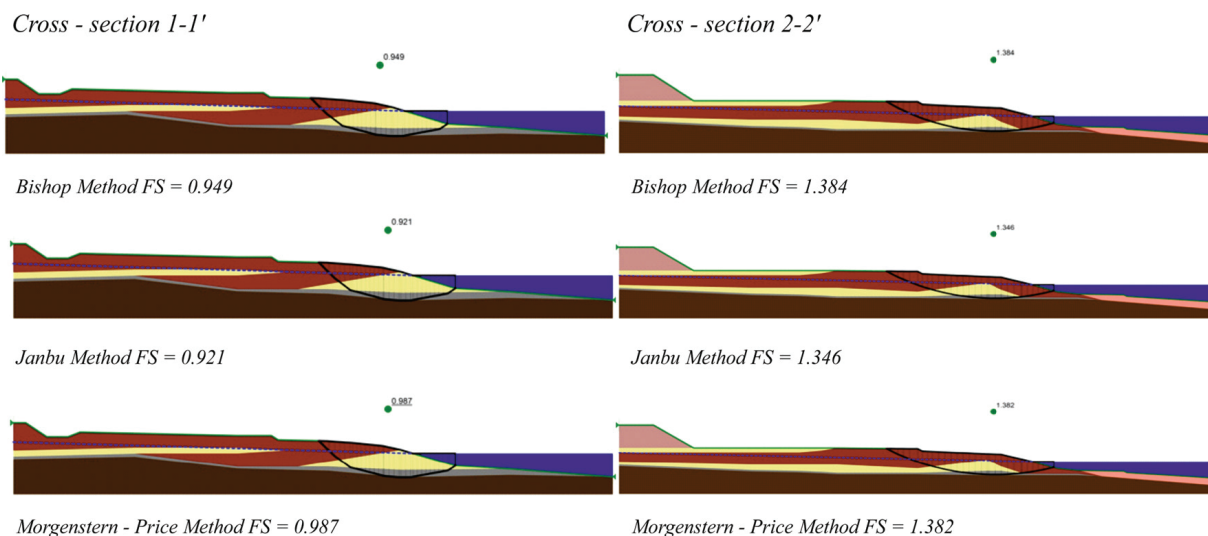 Cross - section 1-1'
Cross - section 2-2'
0.949
1.384
Bishop Method FS = 0.949
Bishop Method FS = 1.384
0.921
1.346
Janbu Method FS = 0.921
Janbu Method FS = 1.346
0.987
1.382
Morgenstern - Price Method FS = 0.987
Morgenstern - Price Method FS = 1.382